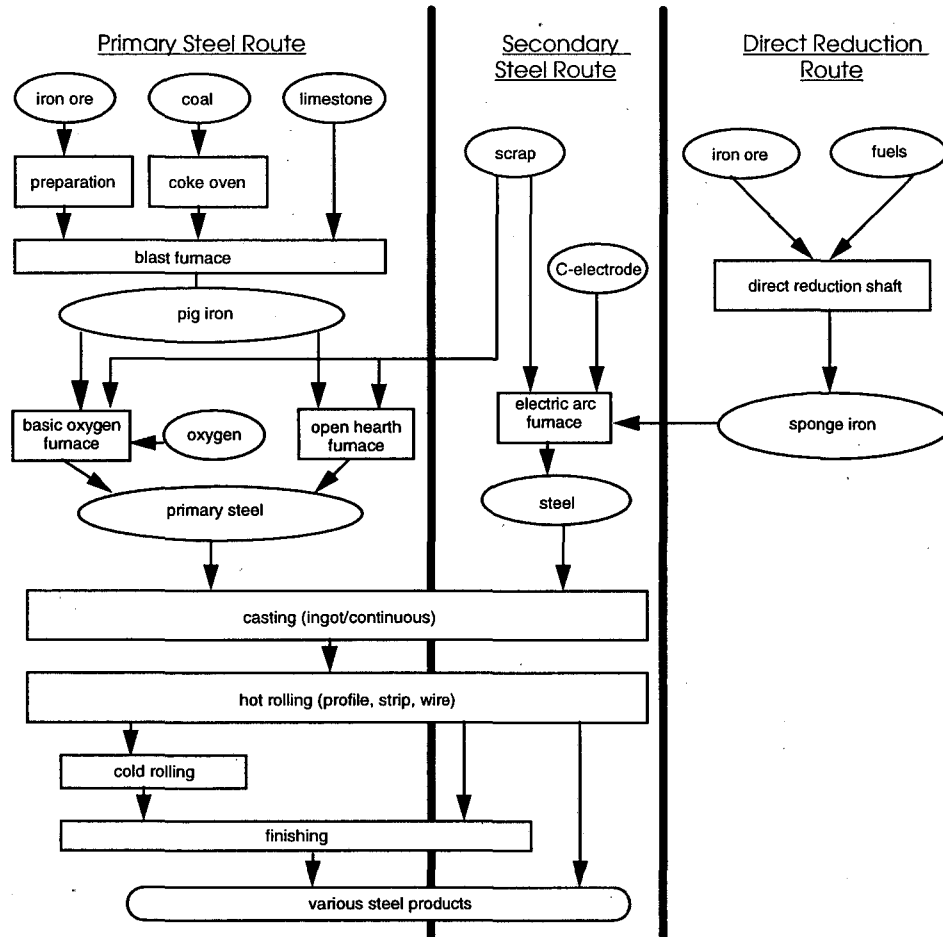 Primary Steel Route
Secondary
Steel Route
Direct Reduction
Route
iron ore
coal
limestone
scrap
iron ore
fuels
preparation
coke oven
blast furnace
C-electrode
direct reduction shaft
pig iron
basic oxygen
furnace
oxygen
open hearth
furnace
electric arc
furnace
sponge iron
primary steel
steel
casting (ingot/continuous)
hot rolling (profile, strip, wire)
cold rolling
finishing
various steel products